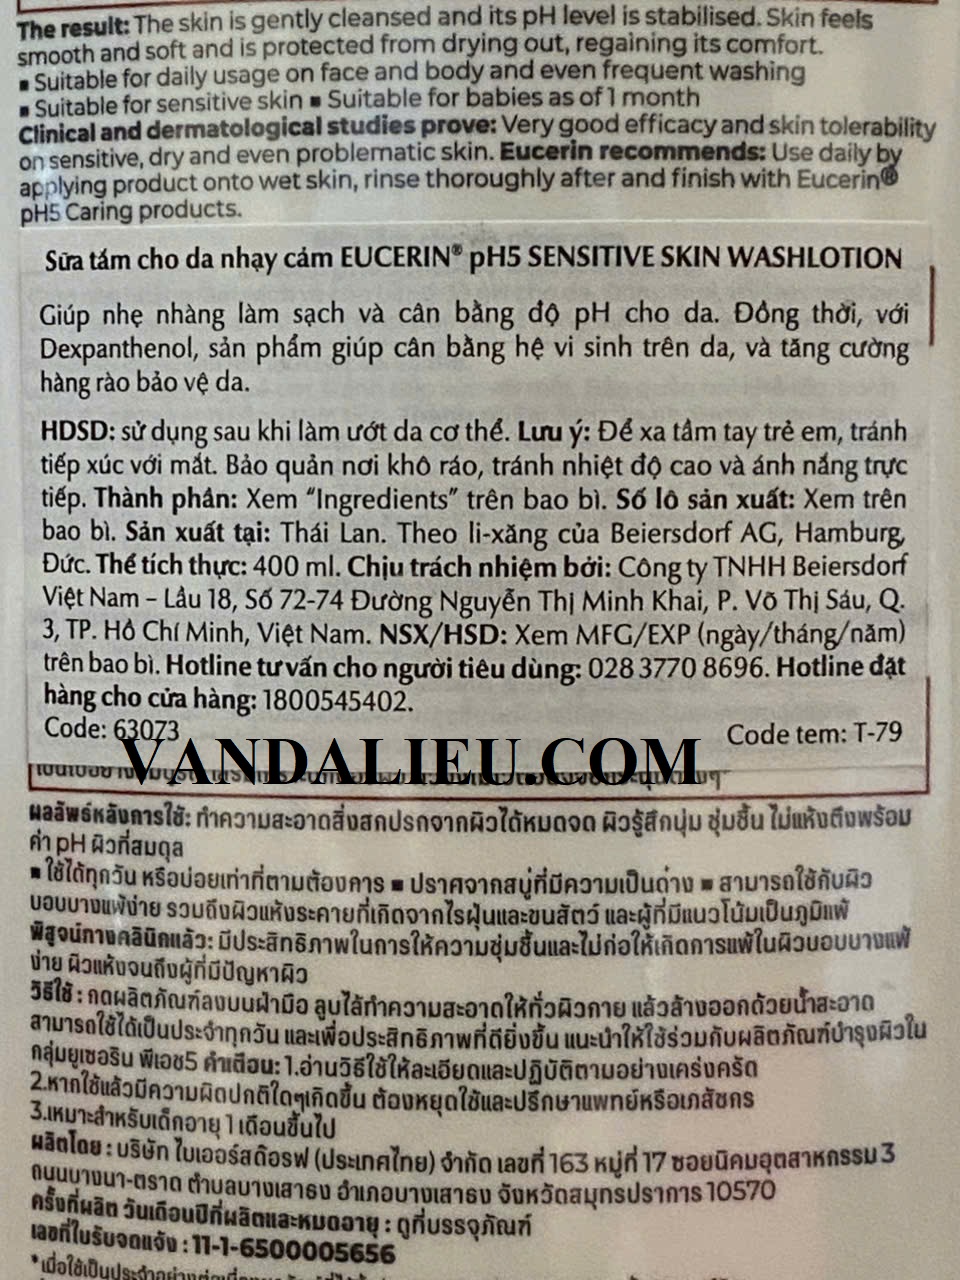 The result: The skin is gently cleansed and its pH level is stabilised. Skin feels
smooth and soft and is protected from drying out, regaining its comfort.
▪ Suitable for daily usage on face and body and even frequent washing
▪ Suitable for sensitive skin ▪ Suitable for babies as of 1 month
Clinical and dermatological studies prove: Very good efficacy and skin tolerability
on sensitive, dry and even problematic skin. Eucerin recommends: Use daily by
applying product onto wet skin, rinse thoroughly after and finish with Eucerin®
pH5 Caring products.
Sữa tắm cho da nhạy cảm EUCERIN® pH5 SENSITIVE SKIN WASHLOTION
Giúp nhẹ nhàng làm sạch và cân bằng độ pH cho da. Đồng thời, với
Dexpanthenol, sản phẩm giúp cân bằng hệ vi sinh trên da, và tăng cường
hàng rào bảo vệ da.
HDSD: sử dụng sau khi làm ướt da cơ thể. Lưu ý: Để xa tầm tay trẻ em, tránh
tiếp xúc với mắt. Bảo quản nơi khô ráo, tránh nhiệt độ cao và ánh nắng trực
tiếp. Thành phần: Xem “Ingredients” trên bao bì. Số lô sản xuất: Xem trên
bao bì. Sản xuất tại: Thái Lan. Theo li-xăng của Beiersdorf AG, Hamburg,
Đức. Thể tích thực: 400 ml. Chịu trách nhiệm bởi: Công ty TNHH Beiersdorf
Việt Nam – Lầu 18, Số 72-74 Đường Nguyễn Thị Minh Khai, P. Võ Thị Sáu, Q.
3, TP. Hồ Chí Minh, Việt Nam. NSX/HSD: Xem MFG/EXP (ngày/tháng/năm)
trên bao bì. Hotline tư vấn cho người tiêu dùng: 028 3770 8696. Hotline đặt
hàng cho cửa hàng: 1800545402.
Code: 63073 Code tem: T-79
VANDALIEU.COM
ผลลัพธ์หลังการใช้: ทำความสะอาดสิ่งสกปรกจากผิวได้หมดจด ผิวรู้สึกนุ่ม ชุ่มชื้น ไม่แห้งตึงพร้อม
ค่า pH ผิวที่สมดุล
▪ ใช้ได้ทุกวัน หรือบ่อยเท่าที่ตามต้องการ ▪ ปราศจากสบู่ที่มีความเป็นด่าง ▪ สามารถใช้กับผิว
บอบบางแพ้ง่าย รวมถึงผิวแห้งระคายที่เกิดจากไรฝุ่นและขนสัตว์ และผู้ที่มีแนวโน้มเป็นภูมิแพ้
พิสูจน์ทางคลินิกแล้ว: มีประสิทธิภาพในการให้ความชุ่มชื้นและไม่ก่อให้เกิดการแพ้ในผิวบอบบางแพ้
ง่าย ผิวแห้งจนถึงผู้ที่มีปัญหาผิว
วิธีใช้ : กดผลิตภัณฑ์ลงบนฝ่ามือ ลูบไล้ทำความสะอาดให้ทั่วผิวกาย แล้วล้างออกด้วยน้ำสะอาด
สามารถใช้ได้เป็นประจำทุกวัน และเพื่อประสิทธิภาพที่ดียิ่งขึ้น แนะนำให้ใช้ร่วมกับผลิตภัณฑ์บำรุงผิวใน
กลุ่มยูเซอริน พีเอช5 คำเตือน: 1.อ่านวิธีใช้ให้ละเอียดและปฏิบัติตามอย่างเคร่งครัด
2.หากใช้แล้วมีความผิดปกติใดๆเกิดขึ้น ต้องหยุดใช้และปรึกษาแพทย์หรือเภสัชกร
3.เหมาะสำหรับเด็กอายุ 1 เดือนขึ้นไป
ผลิตโดย : บริษัท ไบเออร์สด๊อรฟ (ประเทศไทย) จำกัด เลขที่ 163 หมู่ที่ 17 ซอยนิคมอุตสาหกรรม 3
ถนนบางนา-ตราด ตำบลบางเสาธง อำเภอบางเสาธง จังหวัดสมุทรปราการ 10570
ครั้งที่ผลิต วันเดือนปีที่ผลิตและหมดอายุ : ดูที่บรรจุภัณฑ์
เลขที่ใบรับจดแจ้ง : 11-1-6500005656